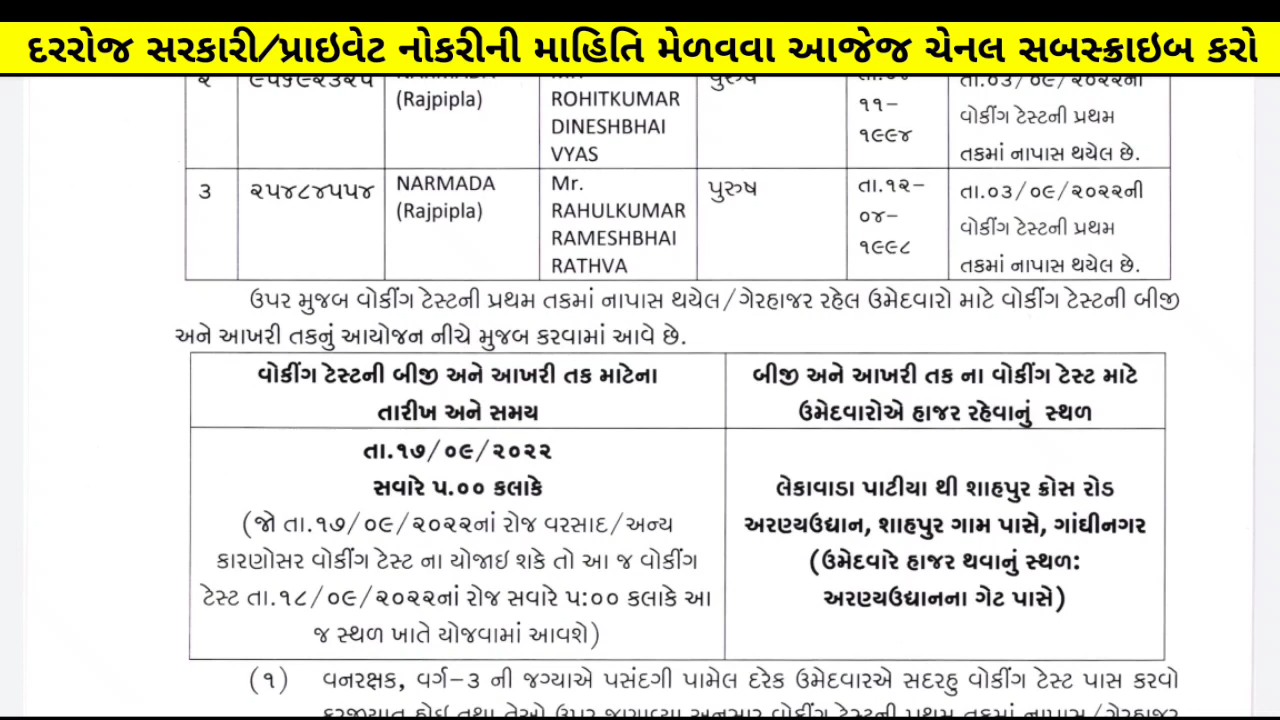 દરરોજ સરકારી/પ્રાઇવેટ નોકરીની માહિતિ મેળવવા આજેજ ચેનલ સબસ્ક્રાઇબ કરો
(Rajpipla) ROHITKUMAR ૧૧– વોકીંગ ટેસ્ટની પ્રથમ
DINESHBHAI ૧૯૯૪
VYAS તકમાં નાપાસ થયેલ છે.
૩ ૨૫૪૮૪૫૫૪ NARMADA Mr. પુરુષ તા.૧૨– તા.૦૩/૦૯/૨૦૨૨ની
(Rajpipla) RAHULKUMAR ૦૪– વોકીંગ ટેસ્ટની પ્રથમ
RAMESHBHAI ૧૯૯૮
RATHVA તકમાં નાપાસ થયેલ છે.
ઉપર મુજબ વોકીંગ ટેસ્ટની પ્રથમ તકમાં નાપાસ થયેલ/ગેરહાજર રહેલ ઉમેદવારો માટે વોકીંગ ટેસ્ટની બીજી
અને આખરી તકનું આયોજન નીચે મુજબ કરવામાં આવે છે.
વોકીંગ ટેસ્ટની બીજી અને આખરી તક માટેના
તારીખ અને સમય
બીજી અને આખરી તક ના વોકીંગ ટેસ્ટ માટે
ઉમેદવારોએ હાજર રહેવાનું સ્થળ
તા.૧૭/૦૯/૨૦૨૨
સવારે ૫.૦૦ કલાકે
(જો તા.૧૭/૦૯/૨૦૨૨નાં રોજ વરસાદ/અન્ય
કારણોસર વોકીંગ ટેસ્ટ ના યોજાઈ શકે તો આ જ વોકીંગ
ટેસ્ટ તા.૧૮/૦૯/૨૦૨૨નાં રોજ સવારે ૫:૦૦ કલાકે આ
જ સ્થળ ખાતે યોજવામાં આવશે)
લેકાવાડા પાટીયા થી શાહપુર ક્રોસ રોડ
અરણ્યઉદ્યાન, શાહપુર ગામ પાસે, ગાંધીનગર
(ઉમેદવારે હાજર થવાનું સ્થળ:
અરણ્યઉદ્યાનના ગેટ પાસે)
(૧) વનરક્ષક, વર્ગ–૩ ની જગ્યાએ પસંદગી પામેલ દરેક ઉમેદવારએ સદરહુ વોકીંગ ટેસ્ટ પાસ કરવો